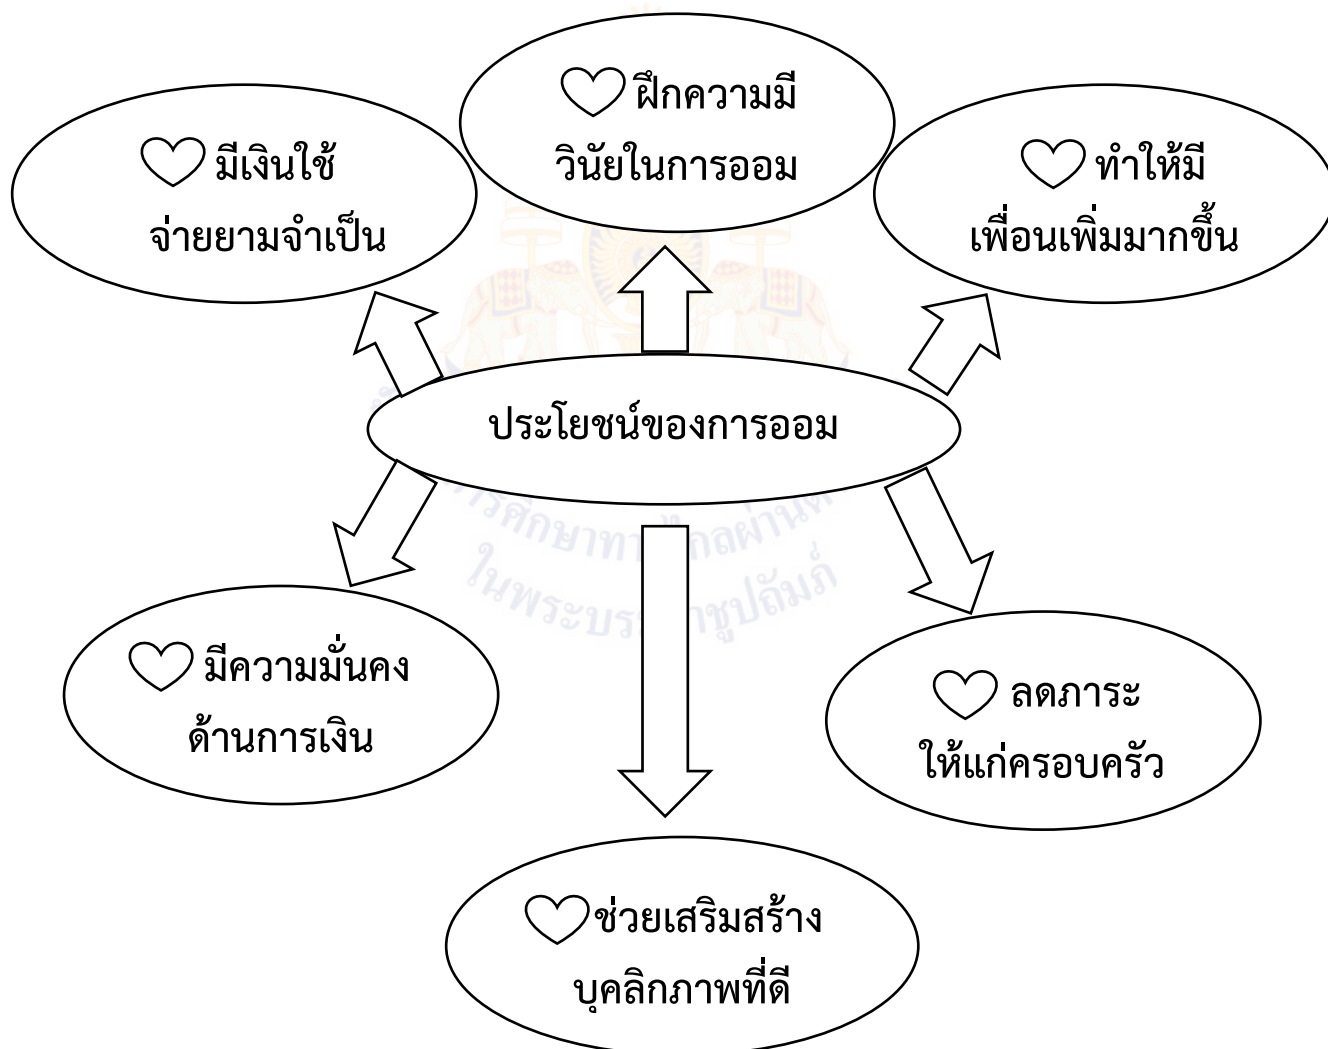 ฝึกความมี
วินัยในการออม
มีเงินใช้
จ่ายยามจำเป็น
ทำให้มี
เพื่อนเพิ่มมากขึ้น
ประโยชน์ของการออม
มีความมั่นคง
ด้านการเงิน
ลดภาระ
ให้แก่ครอบครัว
ช่วยเสริมสร้าง
บุคลิกภาพที่ดี